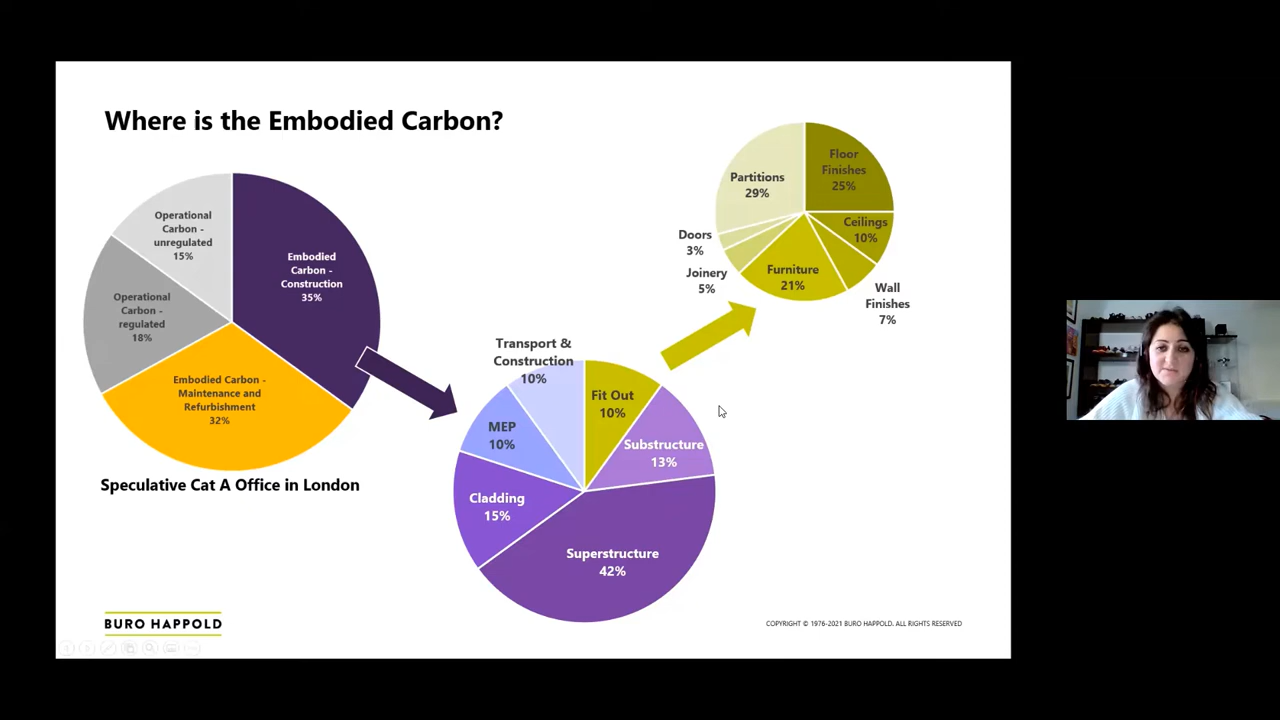 Where is the Embodied Carbon?
Operational
Carbon -
unregulated
15%
Embodied
Carbon -
Construction
35%
Operational
Carbon -
regulated
18%
Embodied Carbon -
Maintenance and
Refurbishment
32%
Speculative Cat A Office in London
Transport &
Construction
10%
Fit Out
10%
MEP
10%
Substructure
13%
Cladding
15%
Superstructure
42%
Partitions
29%
Floor
Finishes
25%
Doors
3%
Ceilings
10%
Joinery
5%
Furniture
21%
Wall
Finishes
7%
BURO HAPPOLD
COPYRIGHT © 1976-2021 BURO HAPPOLD. ALL RIGHTS RESERVED